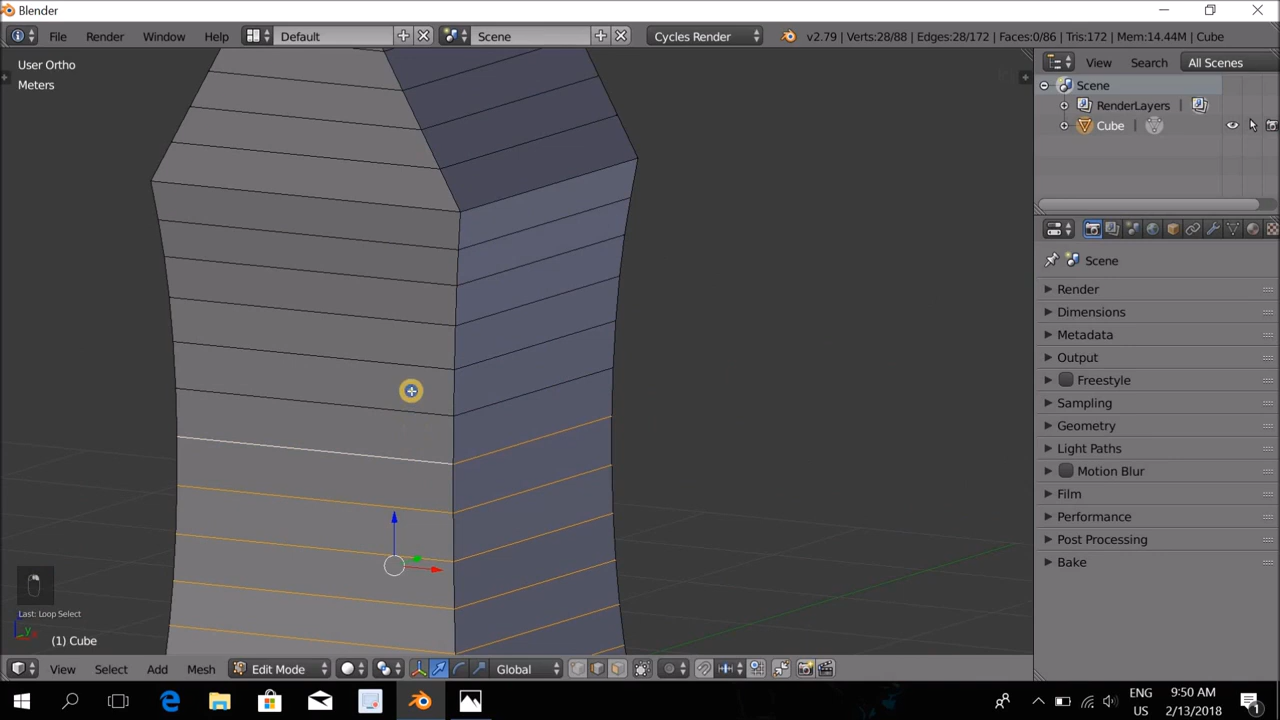 Blender
File Render Window Help Default Scene Cycles Render v2.79 | Verts:28/88 | Edges:28/172 | Faces:0/86 | Tris:172 | Mem:14.44M | Cube
User Ortho
Meters
View Search All Scenes
Scene
RenderLayers
Cube
Scene
Render
Dimensions
Metadata
Output
Freestyle
Sampling
Geometry
Light Paths
Motion Blur
Film
Performance
Post Processing
Bake
Last: Loop Select
(1) Cube
View Select Add Mesh Edit Mode Global
ENG 9:50 AM
US 2/13/2018